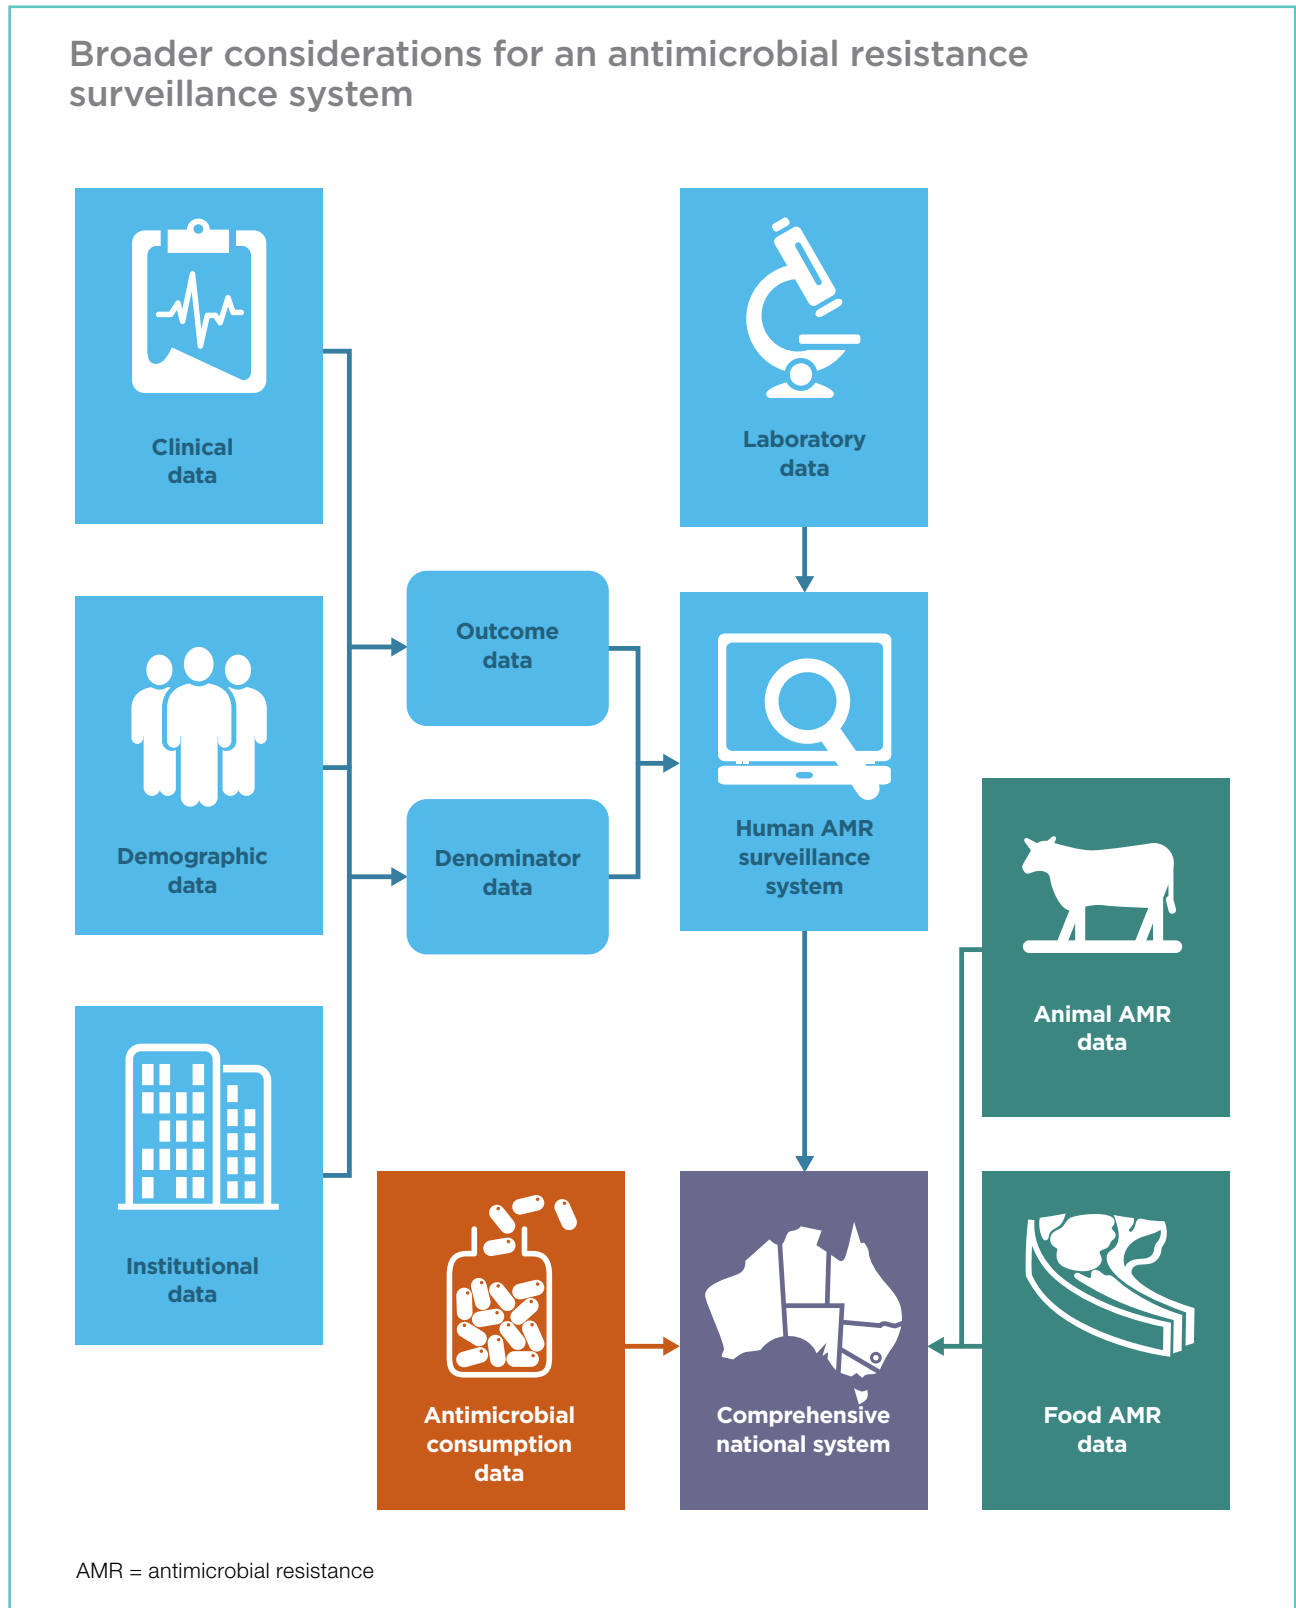 Broader considerations for an antimicrobial resistance
surveillance system
Clinical
data
Laboratory
data
Outcome
data
Demographic
data
Denominator
data
Human AMR
surveillance
system
Animal AMR
data
Institutional
data
Antimicrobial
consumption
data
Comprehensive
national system
Food AMR
data
AMR = antimicrobial resistance